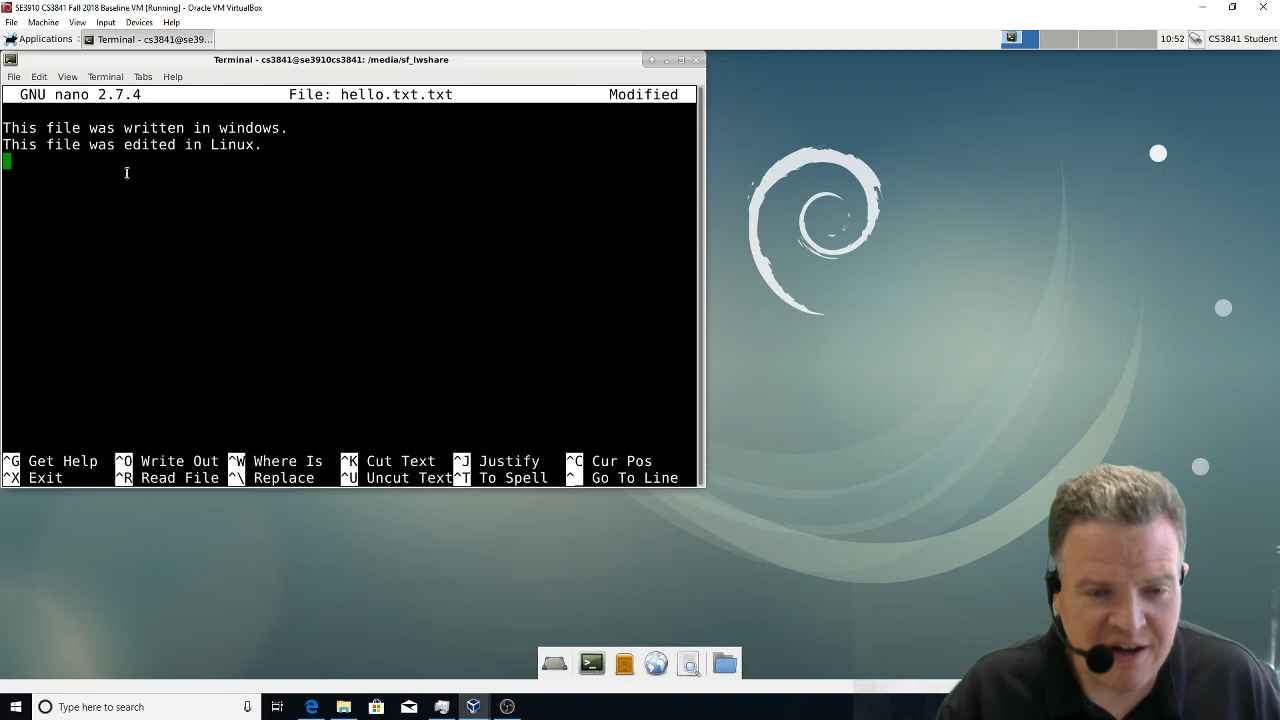 SE3910 CS3841 Fall 2018 Baseline VM [Running] - Oracle VM VirtualBox
File Machine View Input Devices Help
Applications Terminal - cs3841@se39... 10:52 CS3841 Student
Terminal - cs3841@se3910cs3841: /media/sf_lwshare
File Edit View Terminal Tabs Help
GNU nano 2.7.4 File: hello.txt.txt Modified
This file was written in windows.
This file was edited in Linux.
^G Get Help ^O Write Out ^W Where Is ^K Cut Text ^J Justify ^C Cur Pos
^X Exit ^R Read File ^\ Replace ^U Uncut Text ^T To Spell ^_ Go To Line
Type here to search